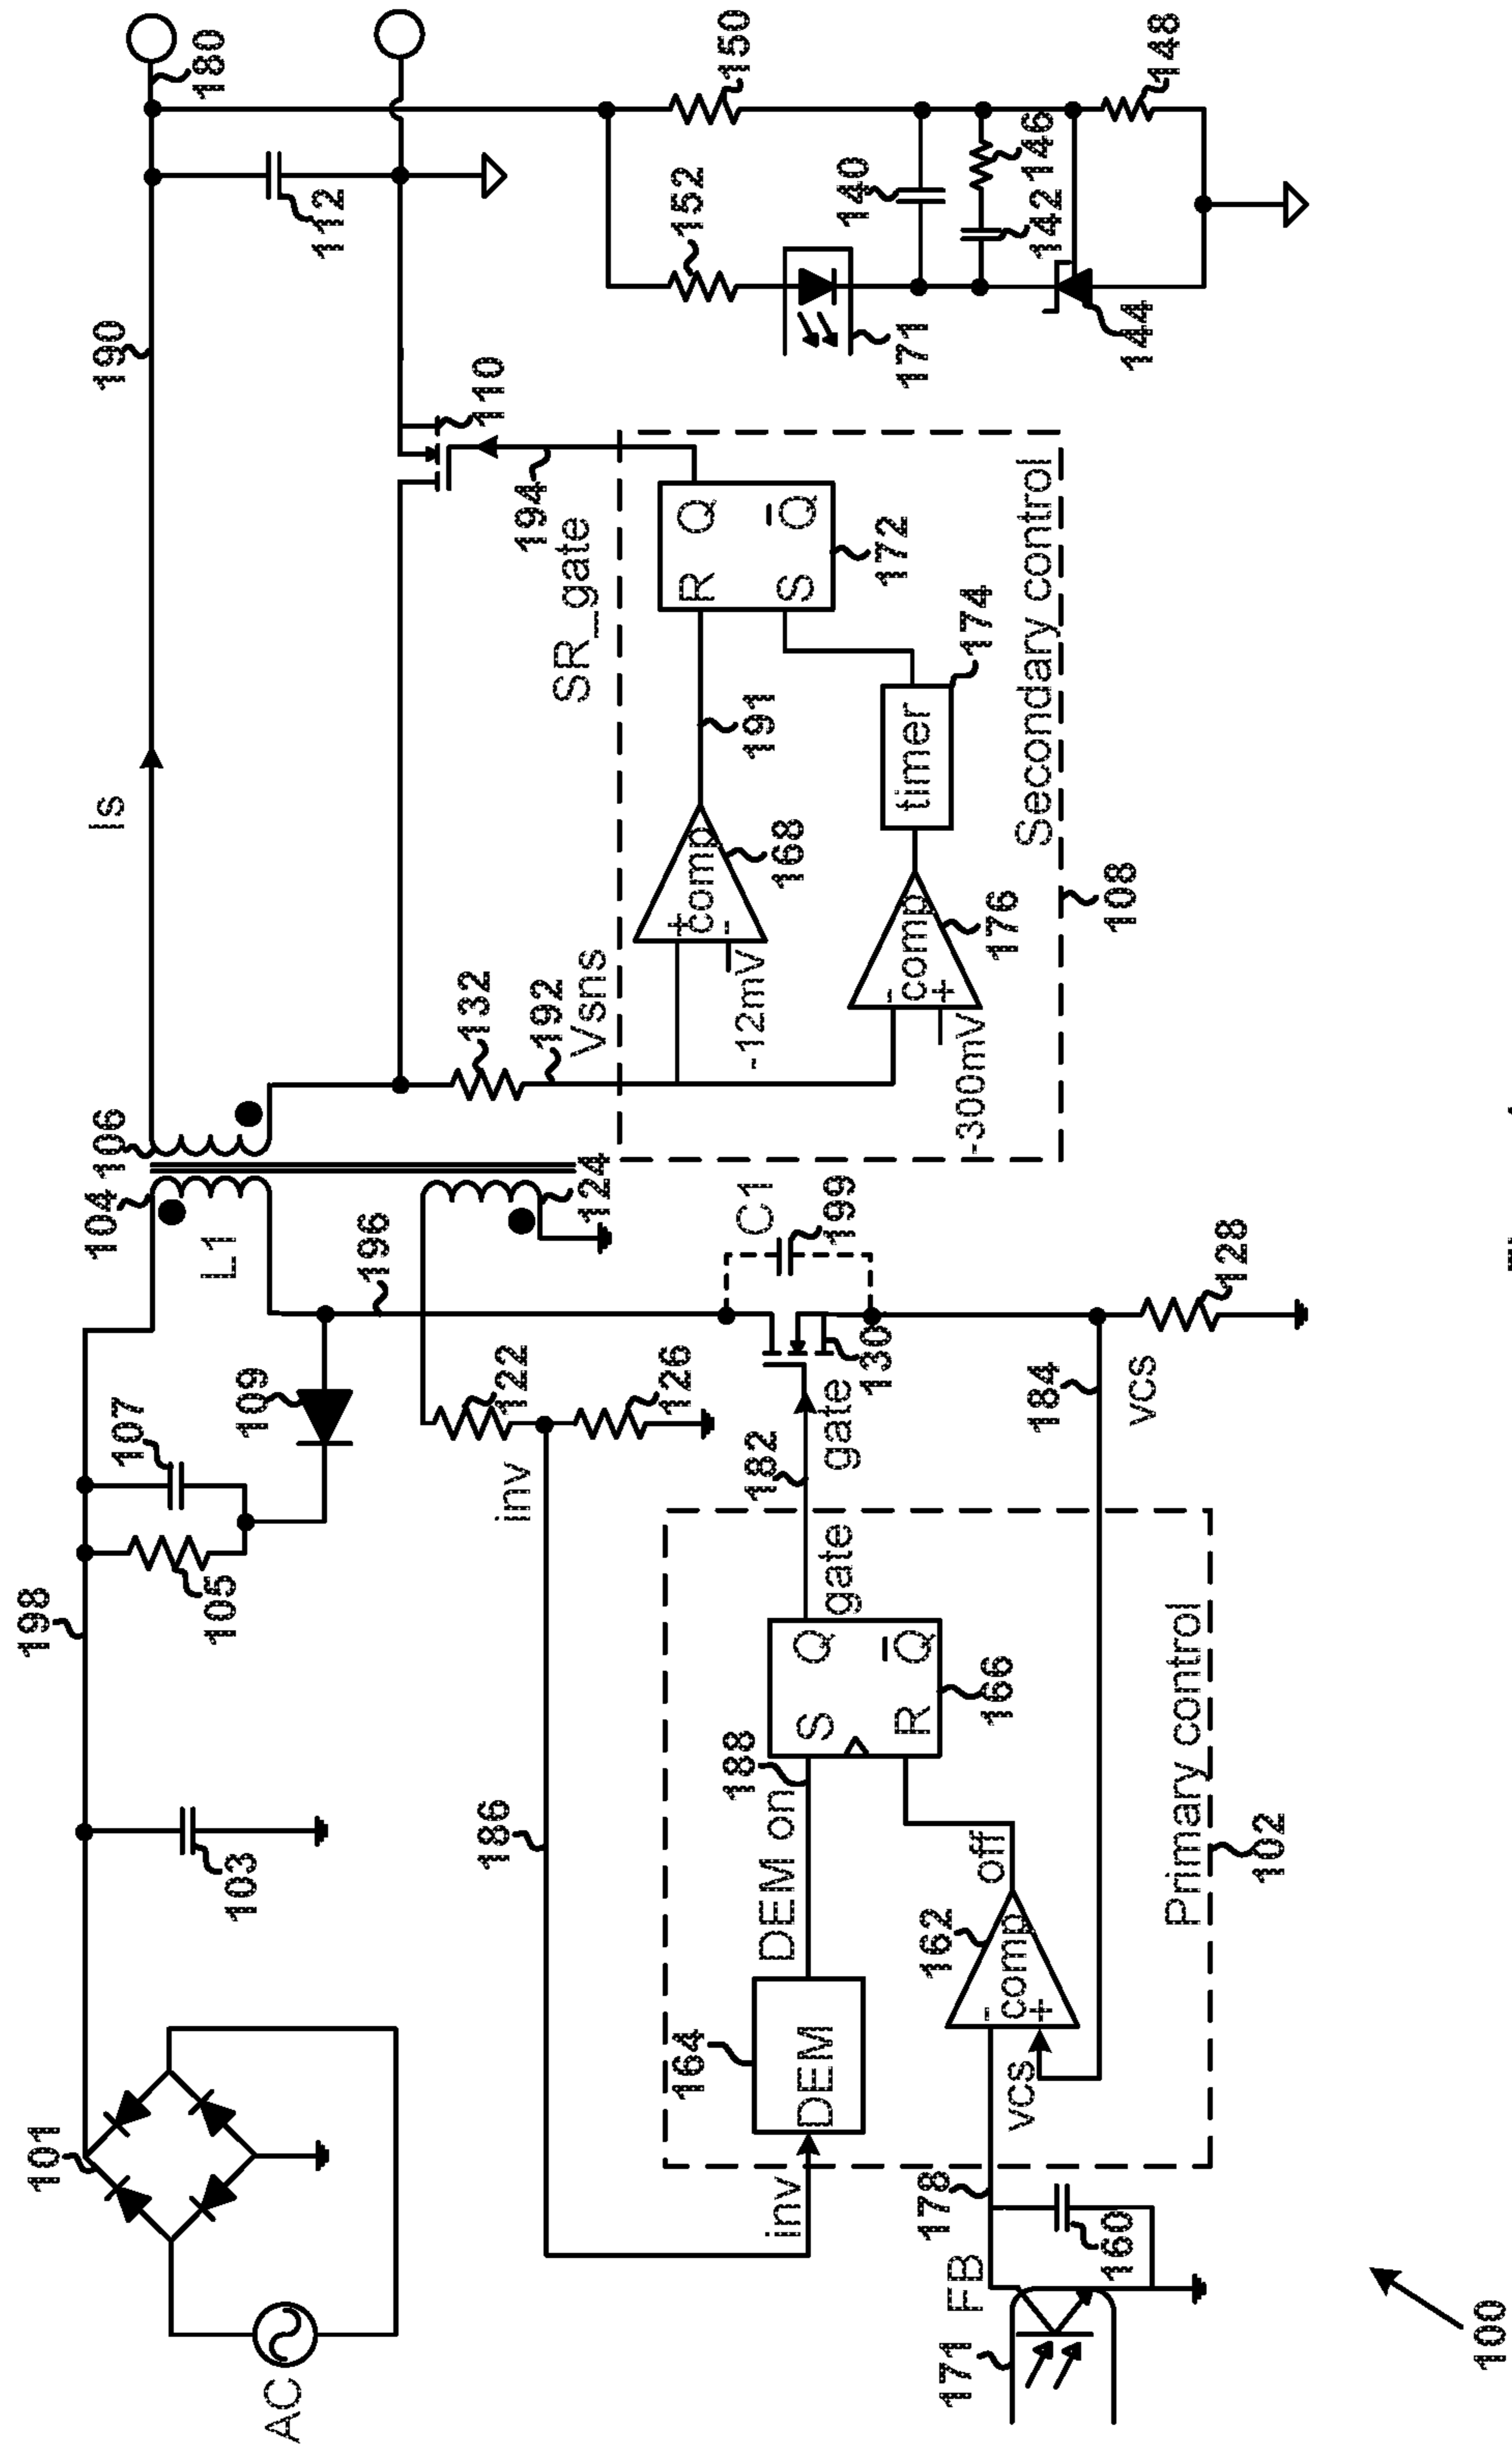 198
101
104
106
Is
190
107
180
105
L1
103
109
AC
112
196
186
132
110
inv
122
192
194
124
Vsns
SR_gate
126
152
164
R
Q
+
comp
-
191
188
182
-12mV
168
150
C1
DEM on
S
Q
gate
gate
S
Q
inv
DEM
199
140
130
172
162
timer
178
R
Q
-
comp
+
171
171
FB
off
174
-300mV
166
176
vcs
-
comp
+
146
142
184
Secondary control
160
108
vcs
144
148
Primary control
128
102
100